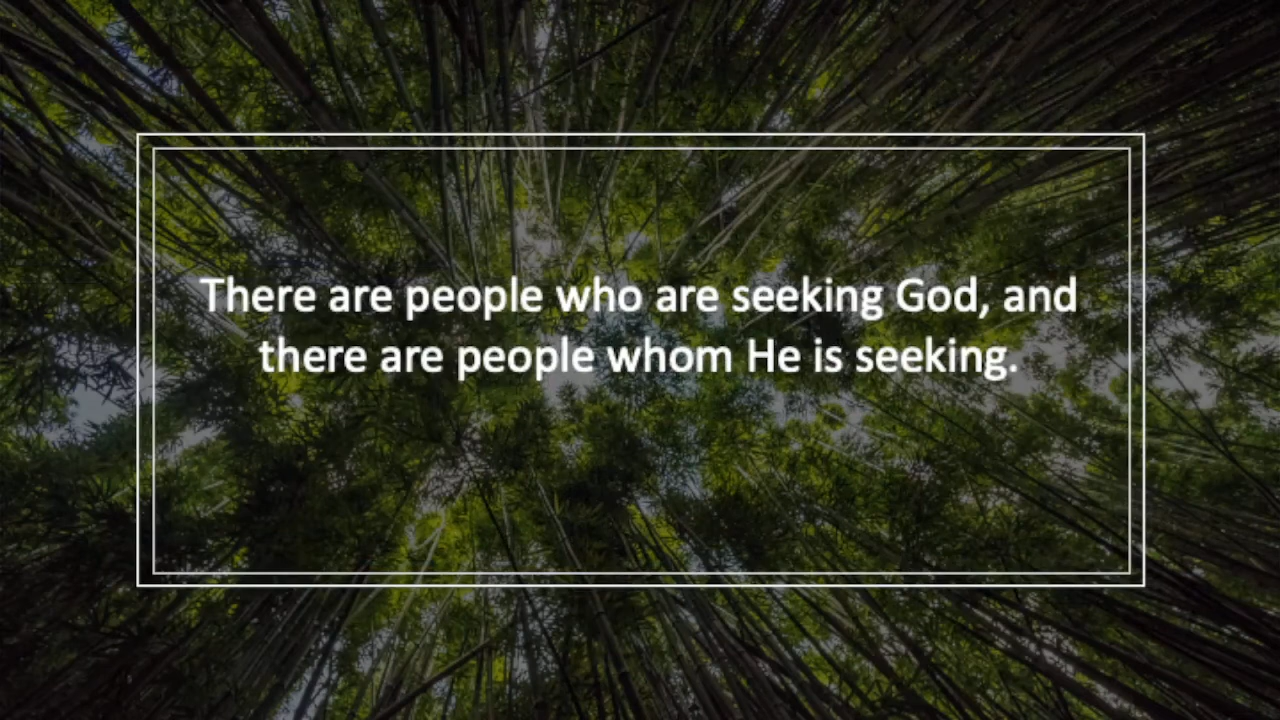 There are people who are seeking God, and
there are people whom He is seeking.